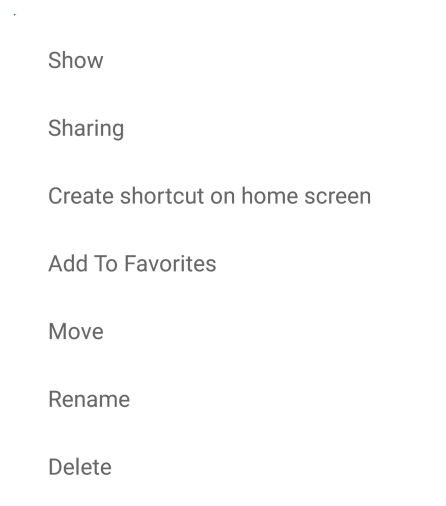 Show
Sharing
Create shortcut on home screen
Add To Favorites
Move
Rename
Delete